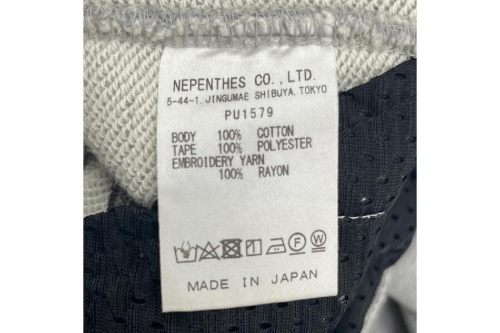 NEPENTHES CO., LTD.
5-44-1, JINGUMAE SHIBUYA, TOKYO
PU1579
BODY 100% COTTON
TAPE 100% POLYESTER
EMBROIDERY YARN
100% RAYON
F W
MADE IN JAPAN